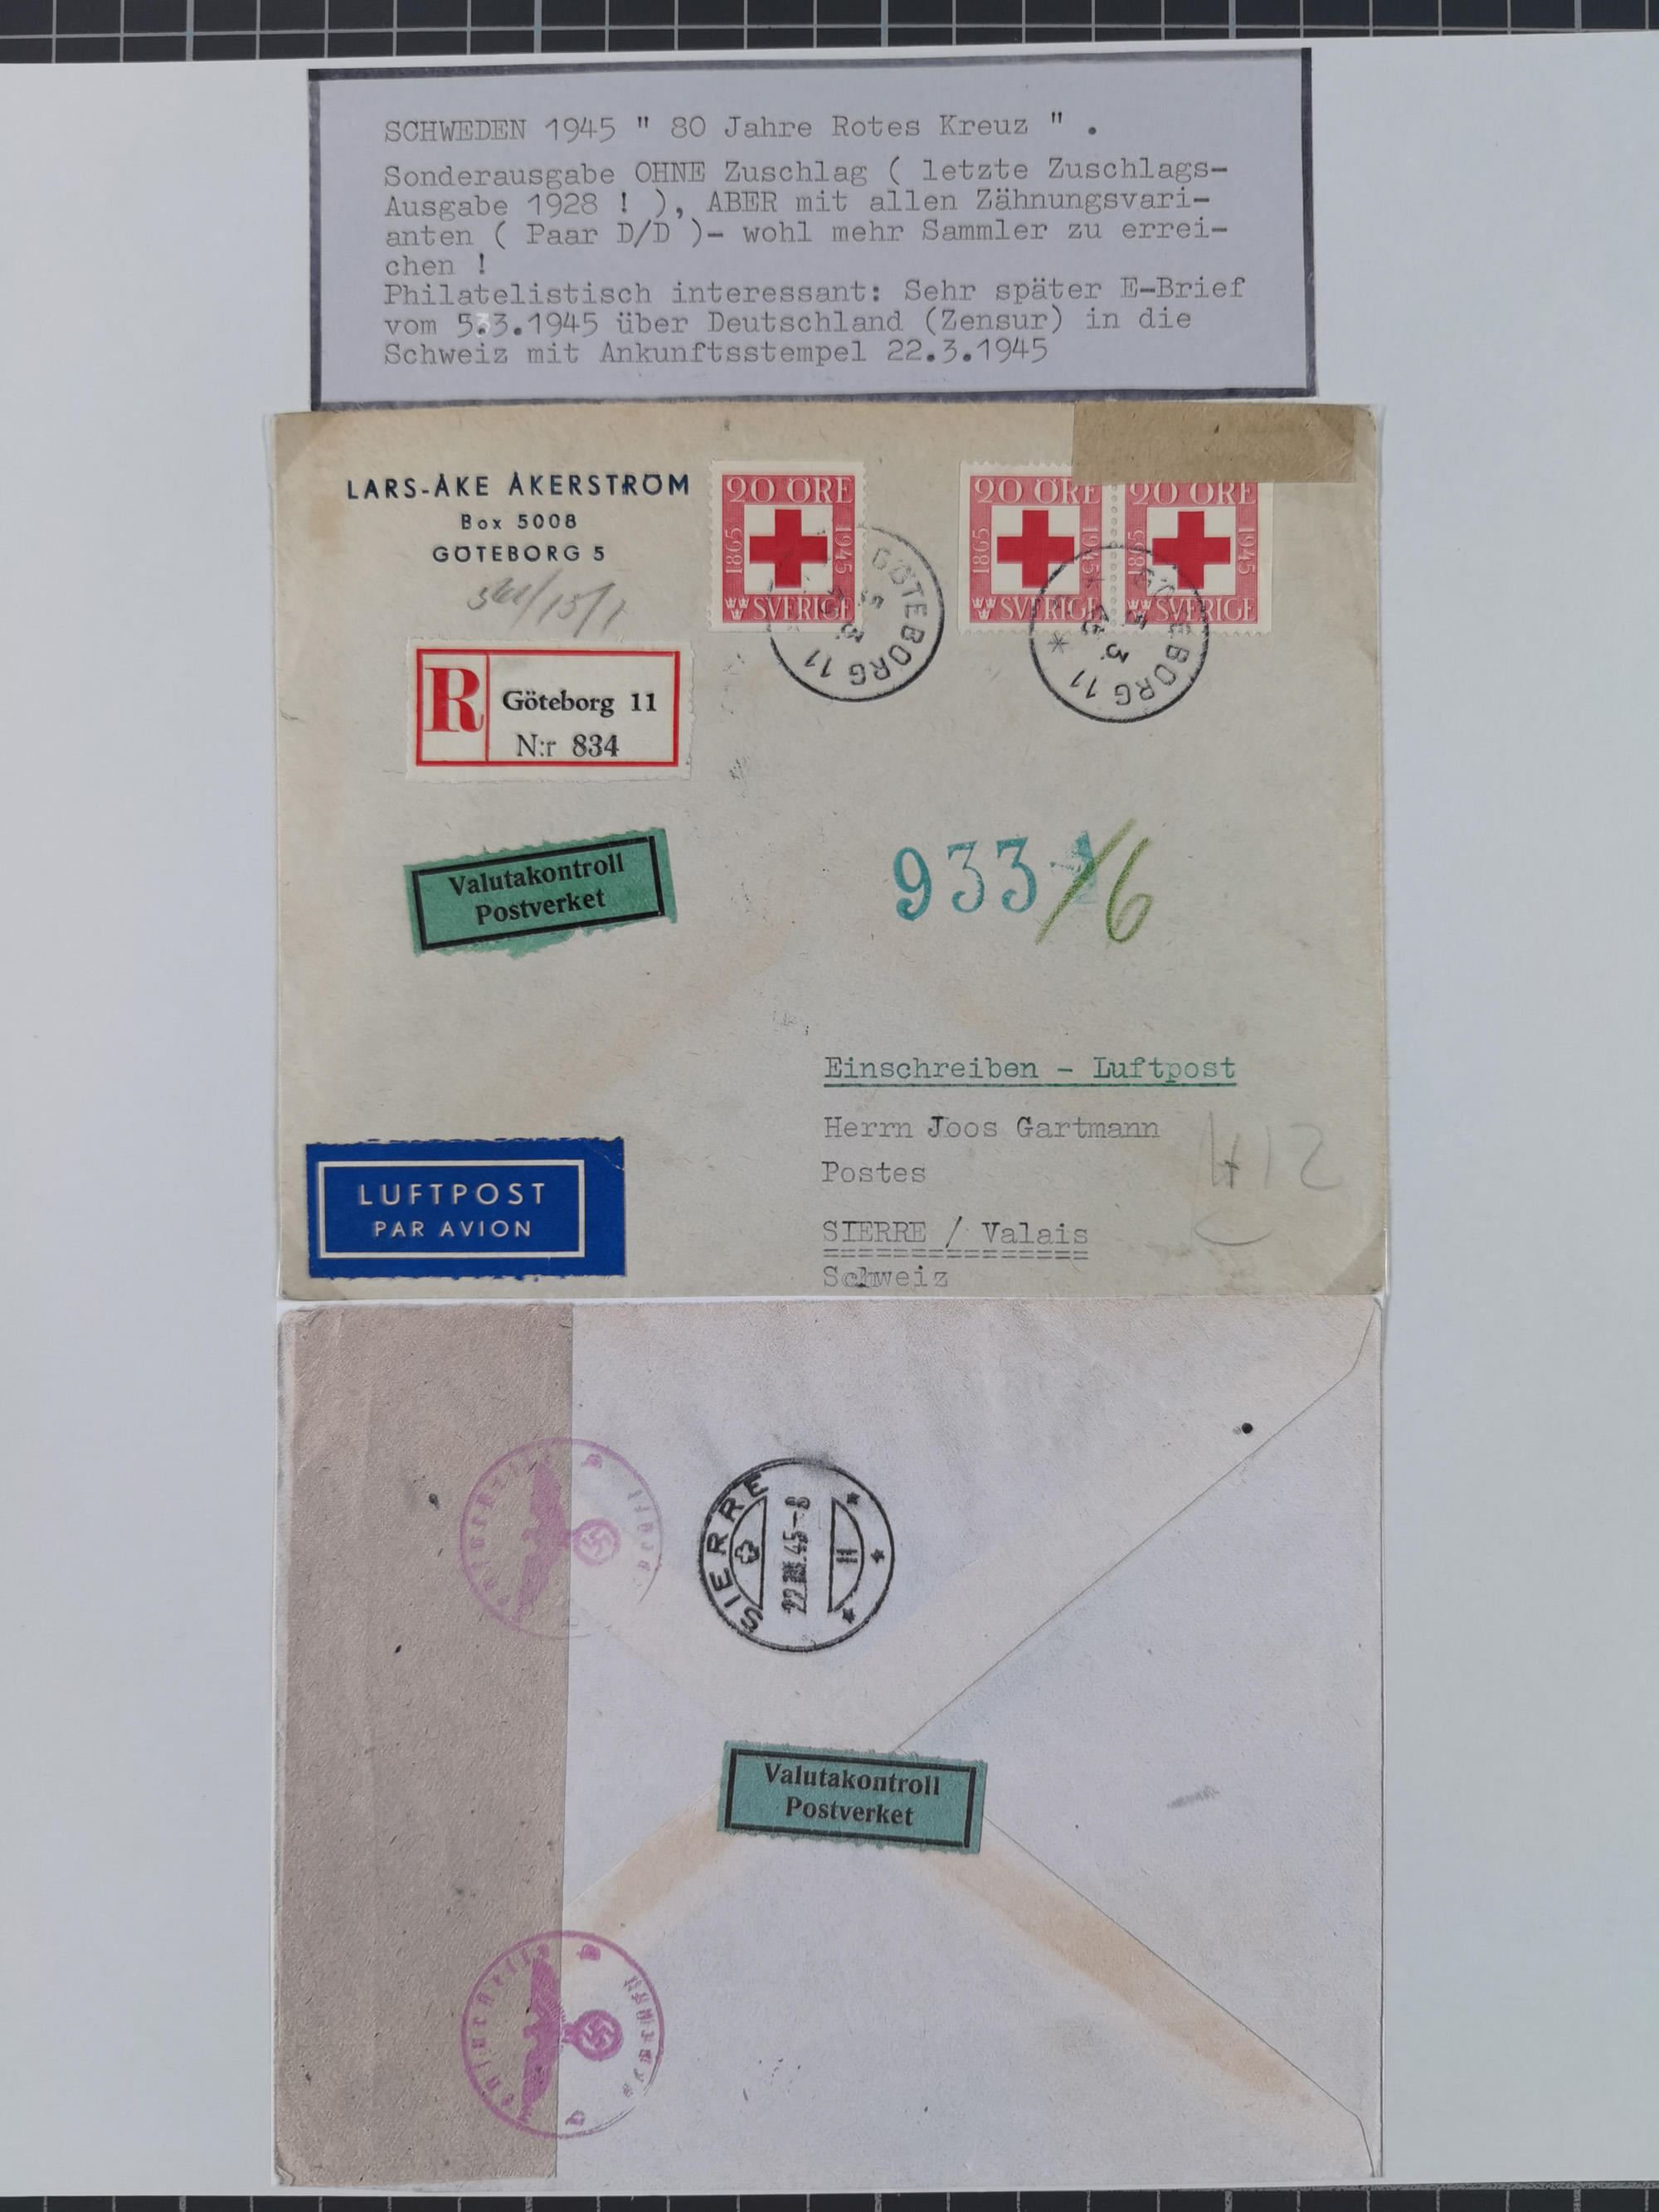 SCHWEDEN 1945 " 80 Jahre Rotes Kreuz " .
Sonderausgabe OHNE Zuschlag ( letzte Zuschlags-
Ausgabe 1928 ! ), ABER mit allen Zähnungsvari-
anten ( Paar D/D )- wohl mehr Sammler zu errei-
chen !
Philatelistisch interessant: Sehr später E-Brief
vom 5.3.1945 über Deutschland (Zensur) in die
Schweiz mit Ankunftsstempel 22.3.1945
LARS-ÅKE ÅKERSTRÖM
Box 5008
GÖTEBORG 5
20 ÖRE
1865
1945
SVERIGE
20 ÖRE
1865
1945
SVERIGE
20 ÖRE
1865
1945
SVERIGE
GÖTEBORG 11
GÖTEBORG 11
R
Göteborg 11
N:r 834
Valutakontroll
Postverket
933
/6
Einschreiben - Luftpost
Herrn Joos Gartmann
Postes
SIERRE / Valais
Schweiz
412
LUFTPOST
PAR AVION
SIERRE
22.III.45-8
II
Valutakontroll
Postverket